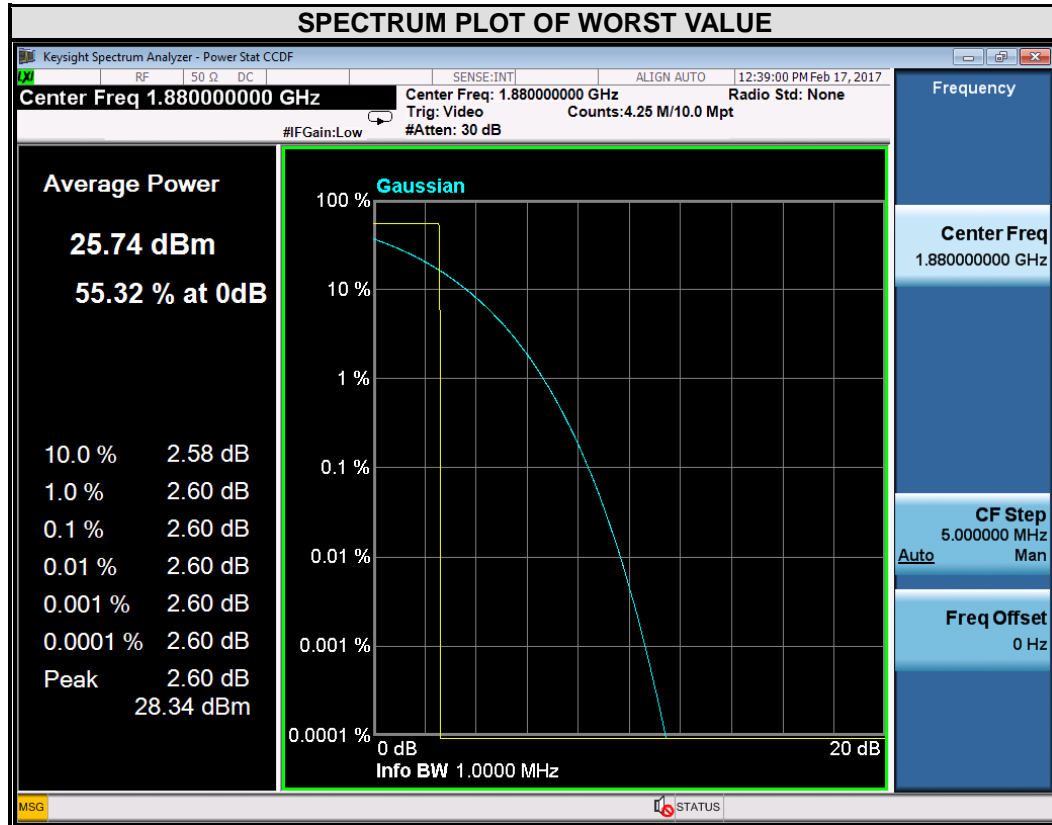 SPECTRUM PLOT OF WORST VALUE
Keysight Spectrum Analyzer - Power Stat CCDF
LXI RF 50 Ω DC SENSE:INT ALIGN AUTO 12:39:00 PM Feb 17, 2017
Center Freq 1.880000000 GHz
Center Freq: 1.880000000 GHz Radio Std: None
Trig: Video Counts:4.25 M/10.0 Mpt
#IFGain:Low #Atten: 30 dB
Frequency
Average Power
25.74 dBm
55.32 % at 0dB
10.0 % 2.58 dB
1.0 % 2.60 dB
0.1 % 2.60 dB
0.01 % 2.60 dB
0.001 % 2.60 dB
0.0001 % 2.60 dB
Peak 2.60 dB
28.34 dBm
Gaussian
100 %
10 %
1 %
0.1 %
0.01 %
0.001 %
0.0001 %
0 dB 20 dB
Info BW 1.0000 MHz
Center Freq
1.880000000 GHz
CF Step
5.000000 MHz
Auto Man
Freq Offset
0 Hz
MSG STATUS